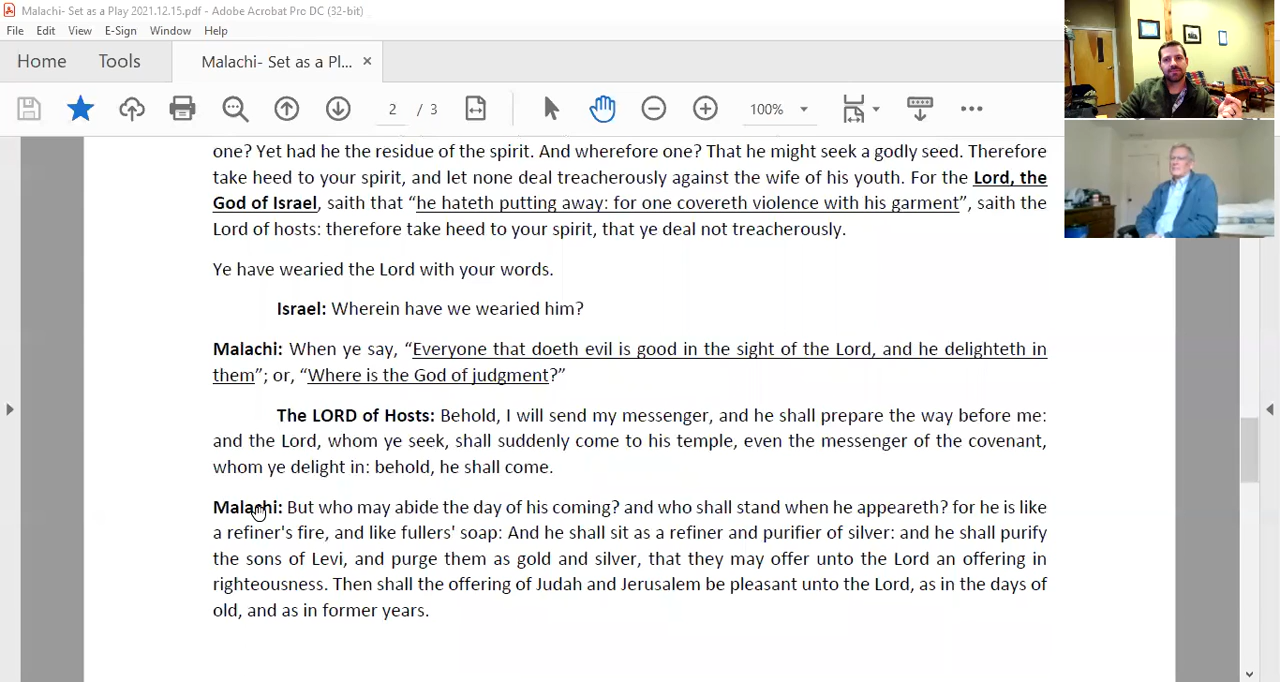 Malachi- Set as a Play 2021.12.15.pdf - Adobe Acrobat Pro DC (32-bit)
File Edit View E-Sign Window Help
Home Tools Malachi- Set as a Pl... ×
2 / 3 100%
one? Yet had he the residue of the spirit. And wherefore one? That he might seek a godly seed. Therefore
take heed to your spirit, and let none deal treacherously against the wife of his youth. For the Lord, the
God of Israel, saith that “he hateth putting away: for one covereth violence with his garment”, saith the
Lord of hosts: therefore take heed to your spirit, that ye deal not treacherously.
Ye have wearied the Lord with your words.
Israel: Wherein have we wearied him?
Malachi: When ye say, “Everyone that doeth evil is good in the sight of the Lord, and he delighteth in
them”; or, “Where is the God of judgment?”
The LORD of Hosts: Behold, I will send my messenger, and he shall prepare the way before me:
and the Lord, whom ye seek, shall suddenly come to his temple, even the messenger of the covenant,
whom ye delight in: behold, he shall come.
Malachi: But who may abide the day of his coming? and who shall stand when he appeareth? for he is like
a refiner's fire, and like fullers' soap: And he shall sit as a refiner and purifier of silver: and he shall purify
the sons of Levi, and purge them as gold and silver, that they may offer unto the Lord an offering in
righteousness. Then shall the offering of Judah and Jerusalem be pleasant unto the Lord, as in the days of
old, and as in former years.